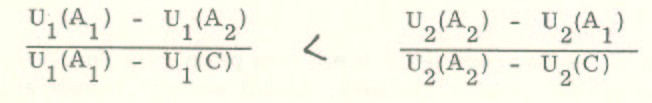 U₁(A₁) - U₁(A₂) / U₁(A₁) - U₁(C) < U₂(A₂) - U₂(A₁) / U₂(A₂) - U₂(C)